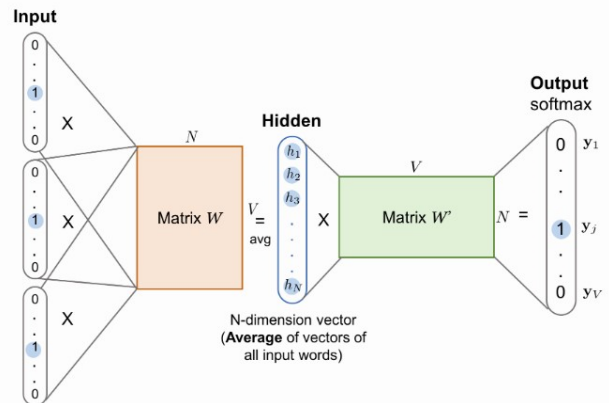 Input
0
.
.
1
.
.
0
X
0
.
.
1
.
.
0
X
0
.
.
1
.
.
0
X
N
Matrix W
V
=
avg
Hidden
h1
h2
h3
.
.
.
.
hN
N-dimension vector
(Average of vectors of
all input words)
X
V
Matrix W'
N =
Output
softmax
0 y1
.
.
1 yj
.
.
0 yV